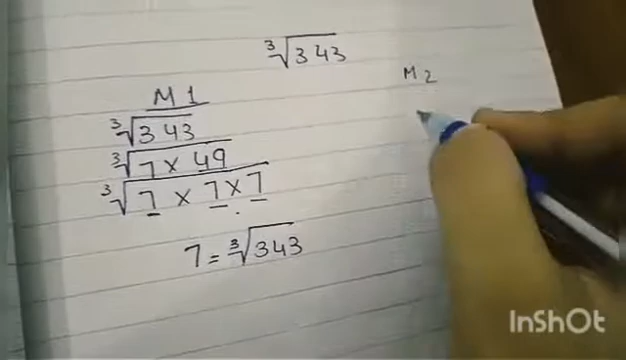 ∛343
M 1
∛343
∛7 × 49
∛7 × 7 × 7
7 = ∛343
M 2
InShOt